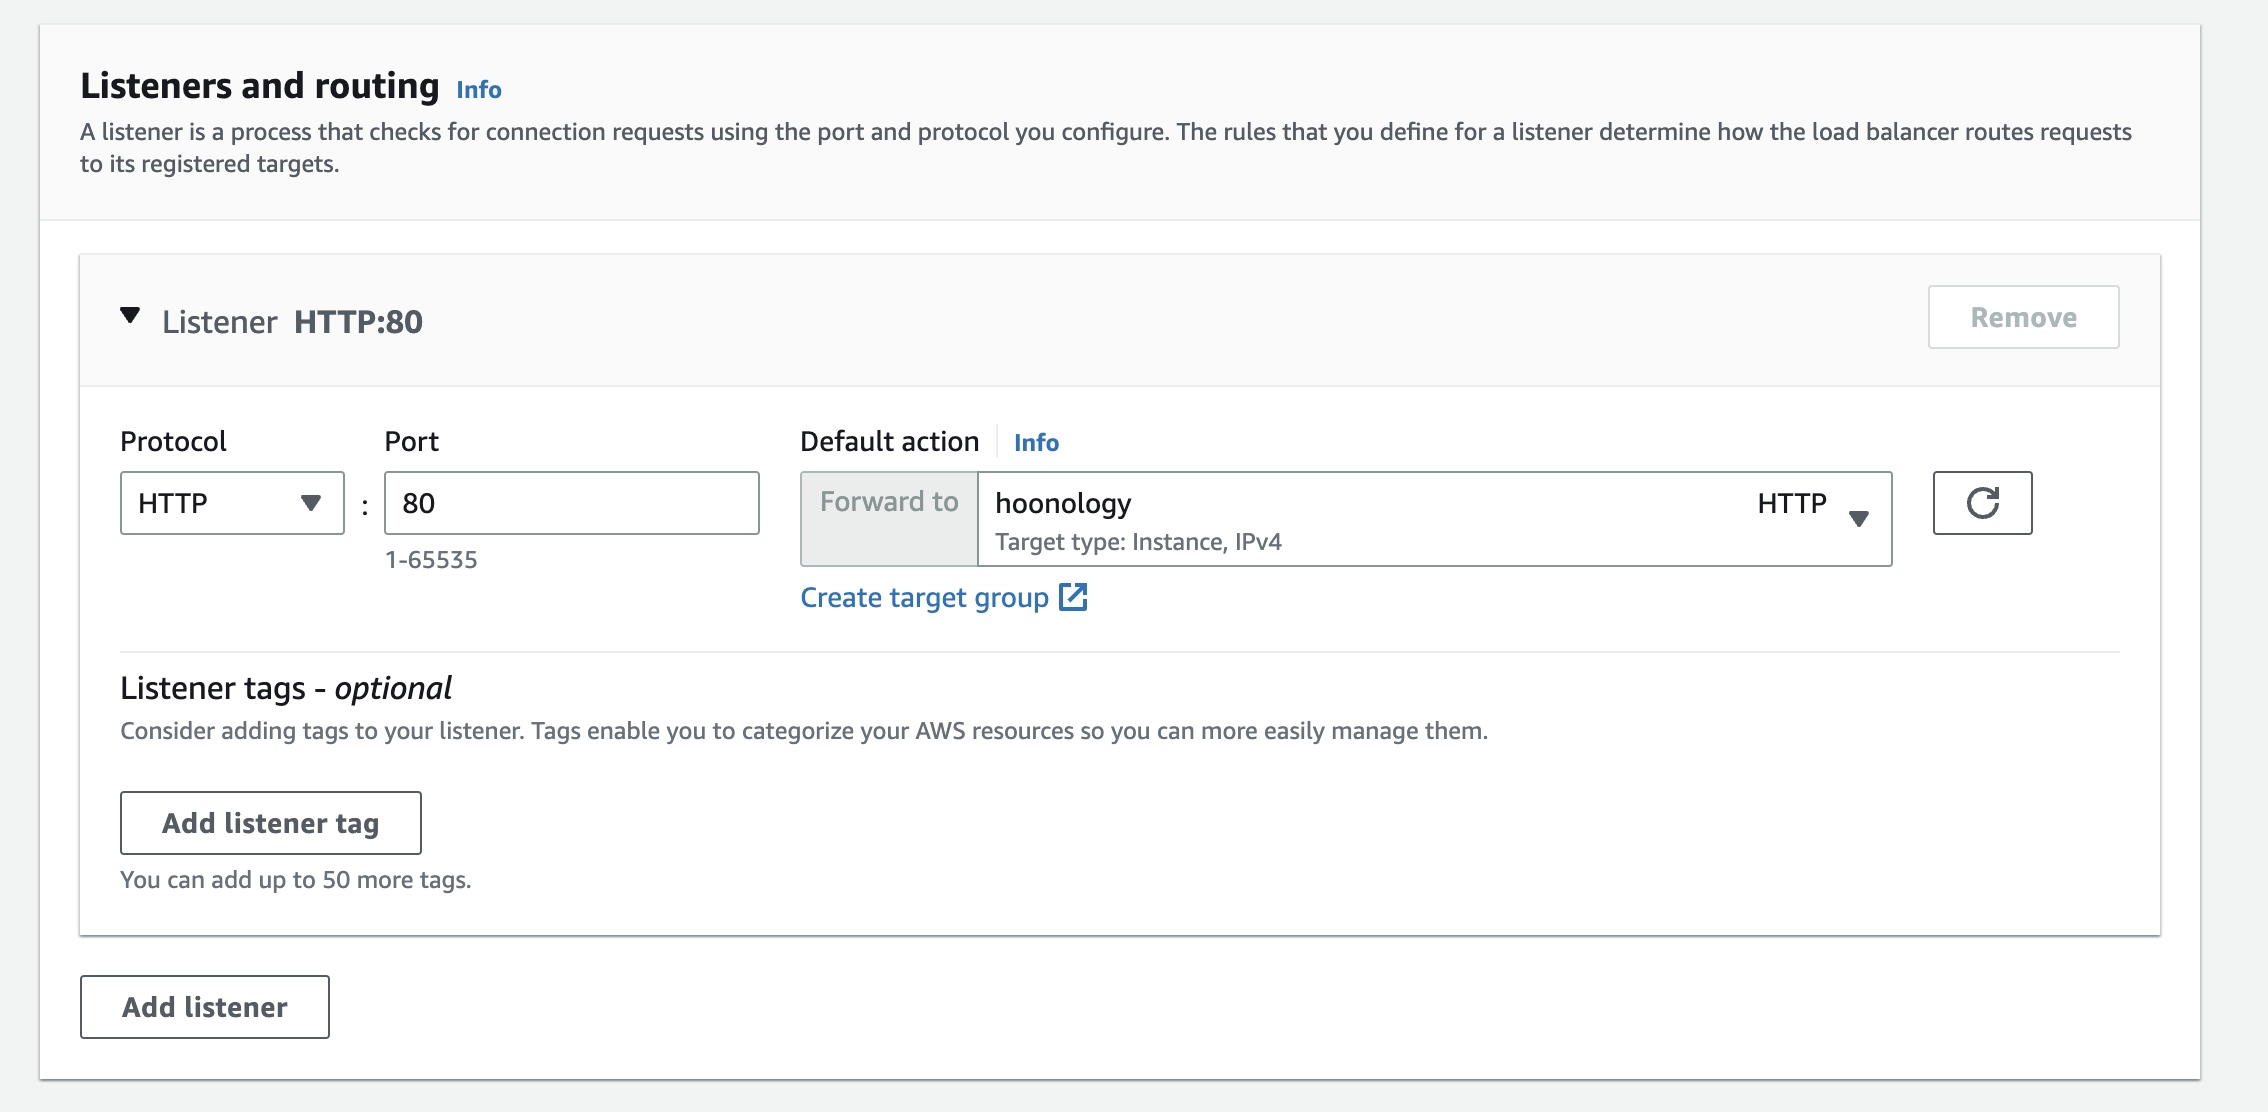 Listeners and routing Info
A listener is a process that checks for connection requests using the port and protocol you configure. The rules that you define for a listener determine how the load balancer routes requests
to its registered targets.
Listener HTTP:80
Remove
Protocol Port Default action Info
HTTP : 80 Forward to hoonology HTTP
Target type: Instance, IPv4
1-65535
Create target group
Listener tags - optional
Consider adding tags to your listener. Tags enable you to categorize your AWS resources so you can more easily manage them.
Add listener tag
You can add up to 50 more tags.
Add listener